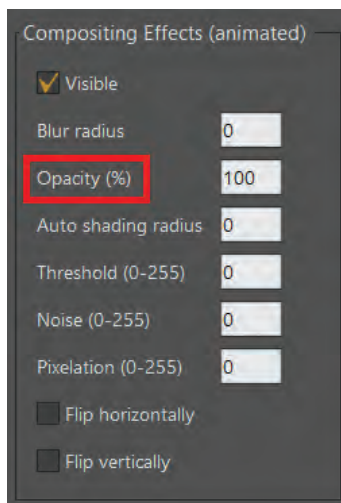 Compositing Effects (animated)
Visible
Blur radius 0
Opacity (%) 100
Auto shading radius 0
Threshold (0-255) 0
Noise (0-255) 0
Pixelation (0-255) 0
Flip horizontally
Flip vertically